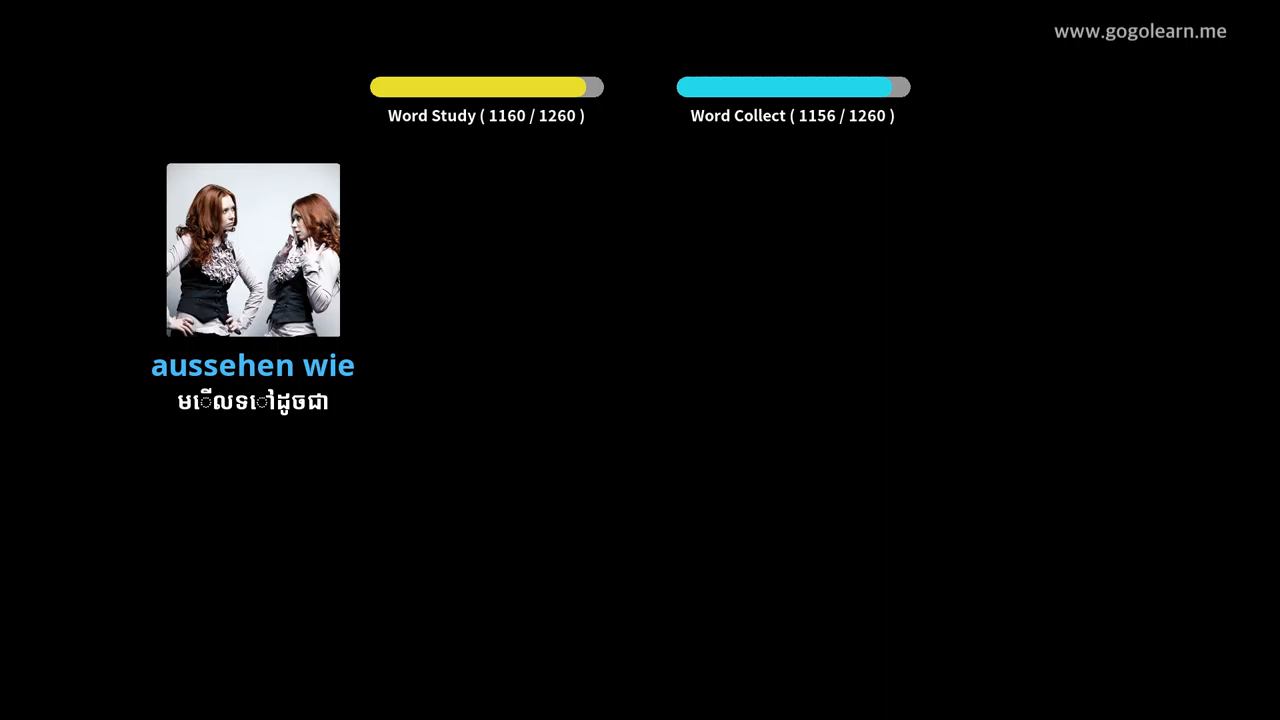 www.gogolearn.me
Word Study ( 1160 / 1260 )
Word Collect ( 1156 / 1260 )
aussehen wie
មើលទៅដូចជា